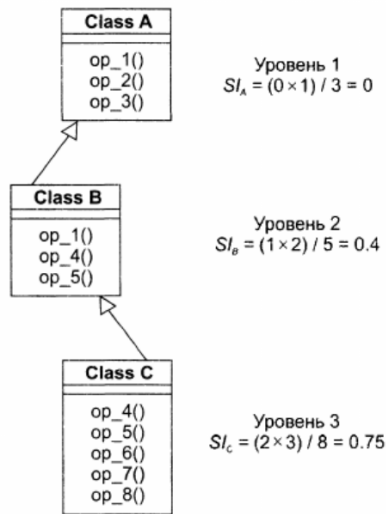 Class A
op_1()
op_2()
op_3()
Уровень 1
SI_A = (0 × 1) / 3 = 0
Class B
op_1()
op_4()
op_5()
Уровень 2
SI_B = (1 × 2) / 5 = 0.4
Class C
op_4()
op_5()
op_6()
op_7()
op_8()
Уровень 3
SI_C = (2 × 3) / 8 = 0.75